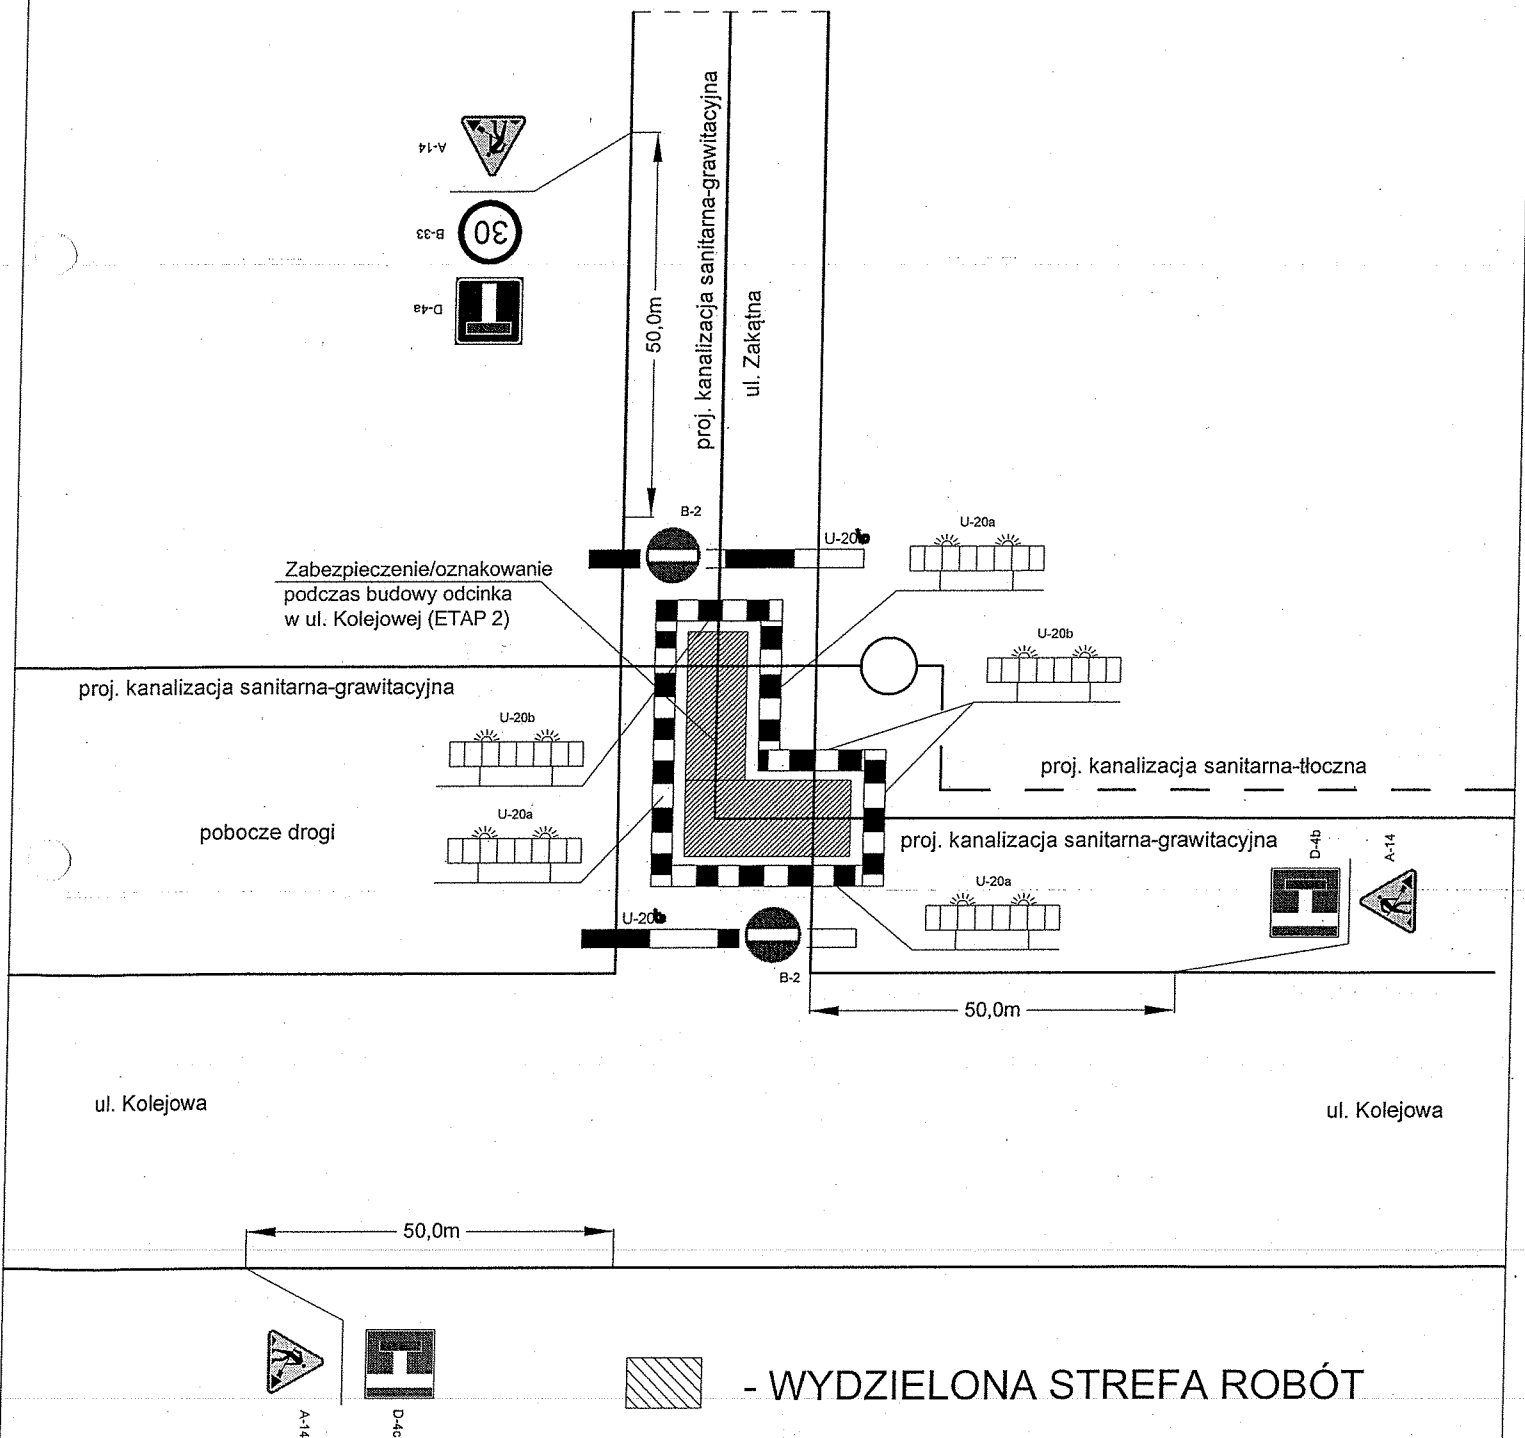 proj. kanalizacja sanitarna-grawitacyjna
ul. Zakątna
A-14
B-33
30
D-4a
50,0m
B-2
U-20b
U-20a
Zabezpieczenie/oznakowanie
podczas budowy odcinka
w ul. Kolejowej (ETAP 2)
U-20b
proj. kanalizacja sanitarna-grawitacyjna
U-20b
proj. kanalizacja sanitarna-tłoczna
U-20a
pobocze drogi
proj. kanalizacja sanitarna-grawitacyjna
D-4b
A-14
U-20a
U-20b
B-2
50,0m
ul. Kolejowa
ul. Kolejowa
50,0m
A-14
D-4c
- WYDZIELONA STREFA ROBÓT